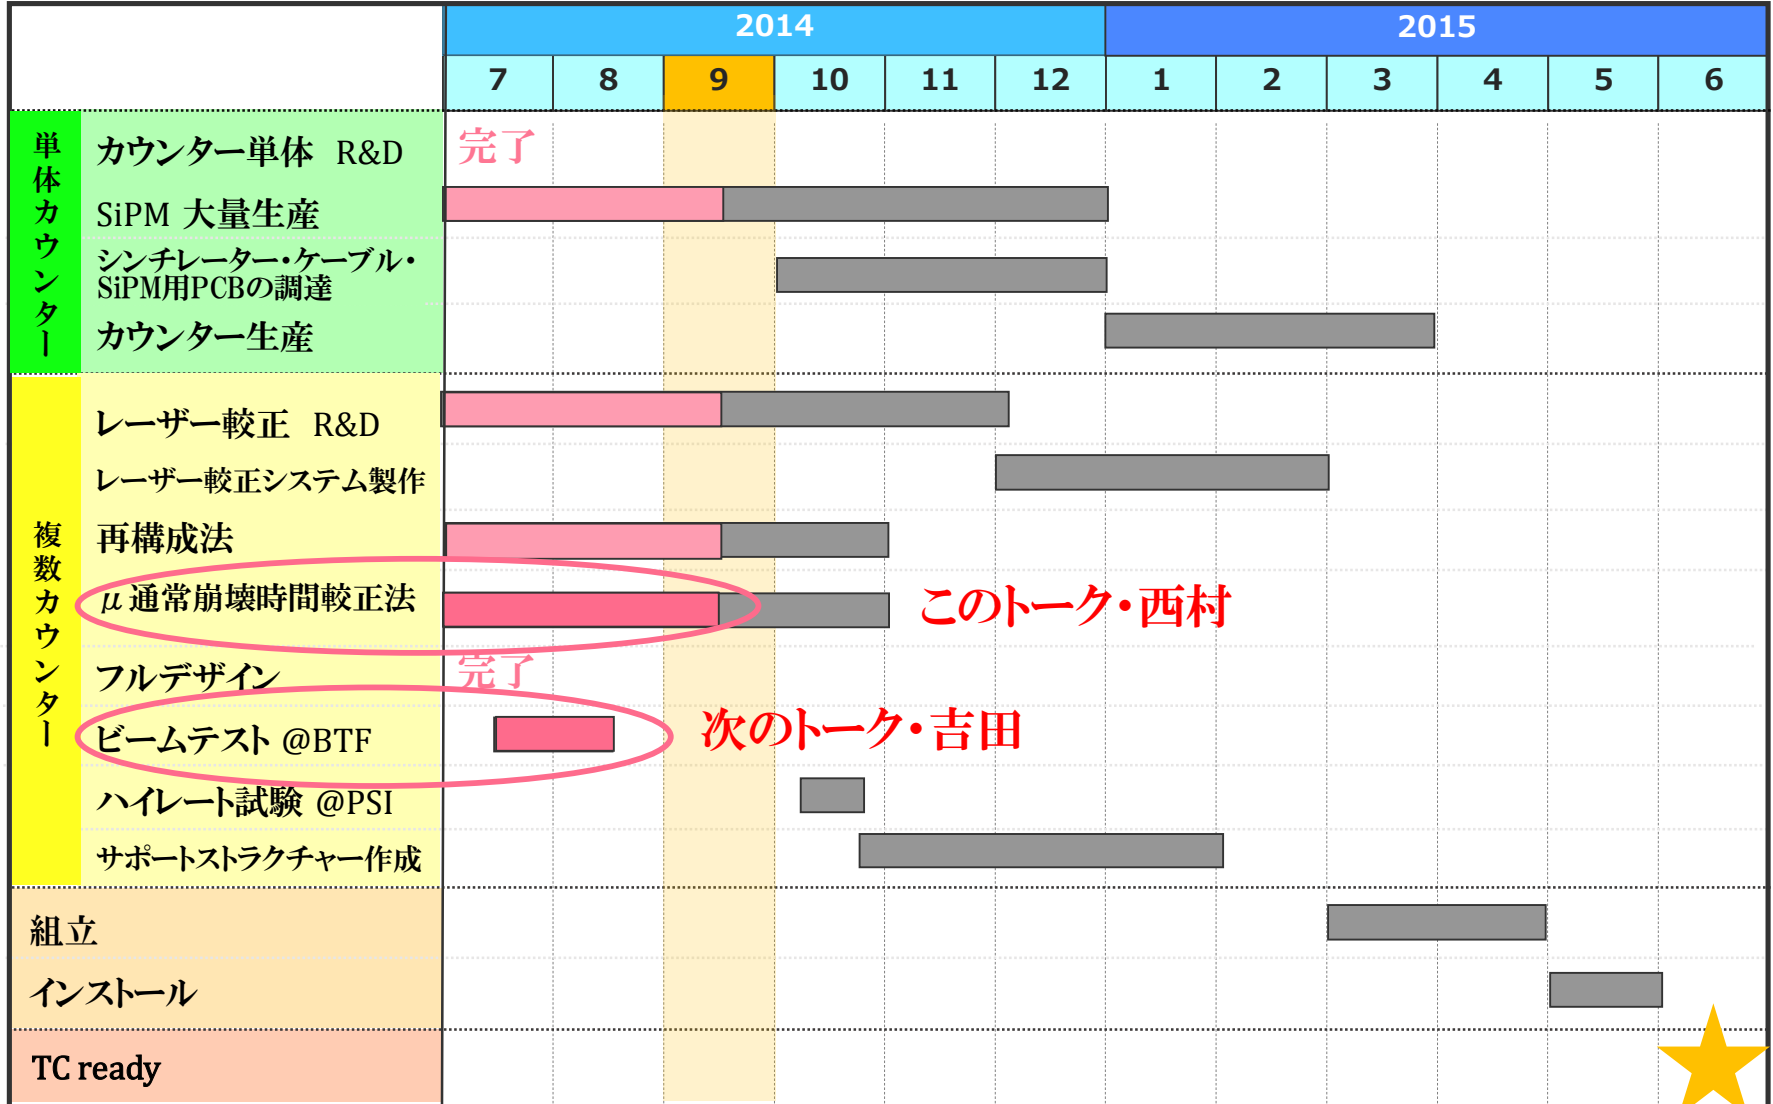 2014
2015
7 8 9 10 11 12 1 2 3 4 5 6
単体カウンター
カウンター単体 R&D
完了
SiPM 大量生産
シンチレーター・ケーブル・
SiPM用PCBの調達
カウンター生産
複数カウンター
レーザー較正 R&D
レーザー較正システム製作
再構成法
μ通常崩壊時間較正法
このトーク・西村
フルデザイン
完了
ビームテスト @BTF
次のトーク・吉田
ハイレート試験 @PSI
サポートストラクチャー作成
組立
インストール
TC ready